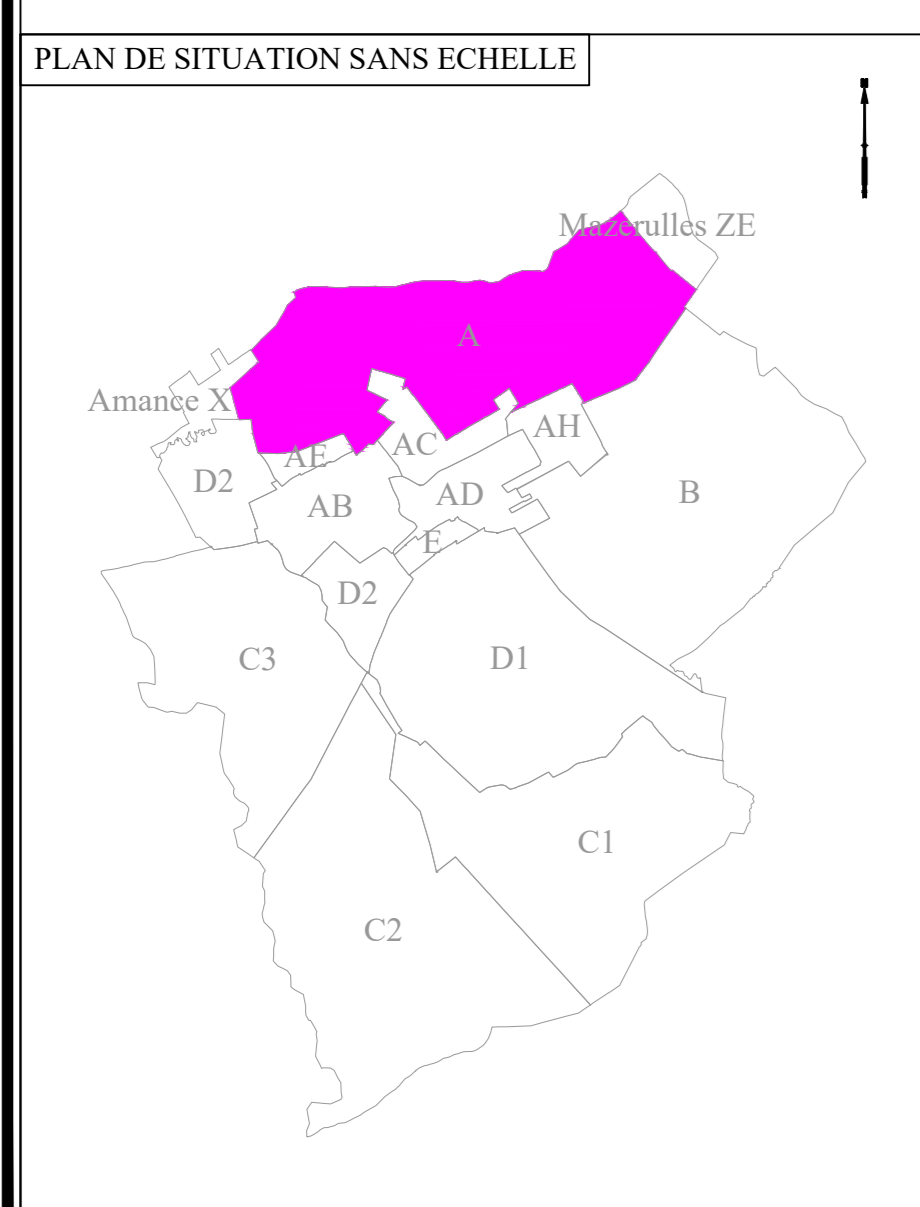 PLAN DE SITUATION SANS ECHELLE
Mazerulles ZE
A
Amance X
AH
AC
AE
D2
AB
AD
B
E
D2
C3
D1
C1
C2